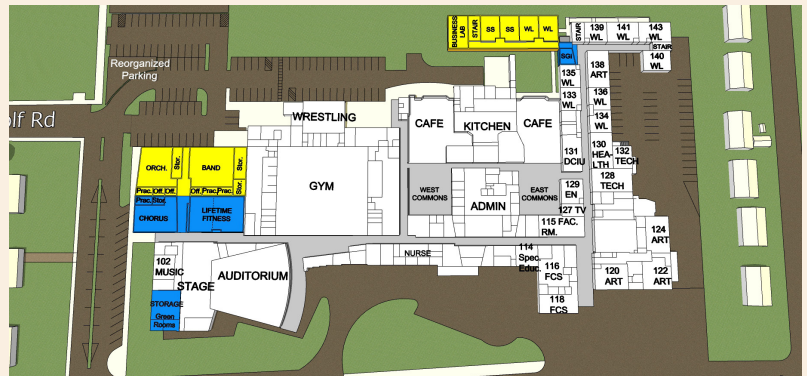 BUSINESS
LAB
STAIR
SS
SS
WL
WL
STAIR
139
WL
141
WL
143
WL
STAIR
140
WL
SGI
138
ART
135
WL
133
WL
136
WL
134
WL
Reorganized
Parking
olf Rd
WRESTLING
CAFE
KITCHEN
CAFE
130
HEA-
LTH
132
TECH
131
DCIU
128
TECH
ORCH.
Stor.
BAND
Stor.
Stor.
Prac.
Off.
Off.
Off.
Prac.
Prac.
Prac.
Stor.
CHORUS
LIFETIME
FITNESS
GYM
WEST
COMMONS
ADMIN
EAST
COMMONS
129
EN
127 TV
115 FAC.
RM.
124
ART
102
MUSIC
STAGE
AUDITORIUM
NURSE
114
Spec.
Educ.
116
FCS
118
FCS
120
ART
122
ART
STORAGE
Green
Rooms